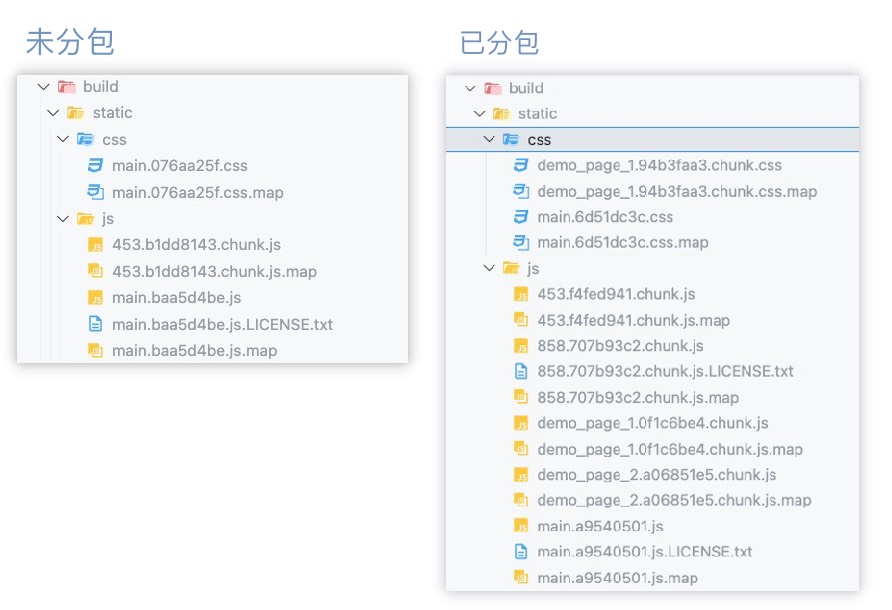 未分包
build
static
css
main.076aa25f.css
main.076aa25f.css.map
js
453.b1dd8143.chunk.js
453.b1dd8143.chunk.js.map
main.baa5d4be.js
main.baa5d4be.js.LICENSE.txt
main.baa5d4be.js.map
已分包
build
static
css
demo_page_1.94b3faa3.chunk.css
demo_page_1.94b3faa3.chunk.css.map
main.6d51dc3c.css
main.6d51dc3c.css.map
js
453.f4fed941.chunk.js
453.f4fed941.chunk.js.map
858.707b93c2.chunk.js
858.707b93c2.chunk.js.LICENSE.txt
858.707b93c2.chunk.js.map
demo_page_1.0f1c6be4.chunk.js
demo_page_1.0f1c6be4.chunk.js.map
demo_page_2.a06851e5.chunk.js
demo_page_2.a06851e5.chunk.js.map
main.a9540501.js
main.a9540501.js.LICENSE.txt
main.a9540501.js.map